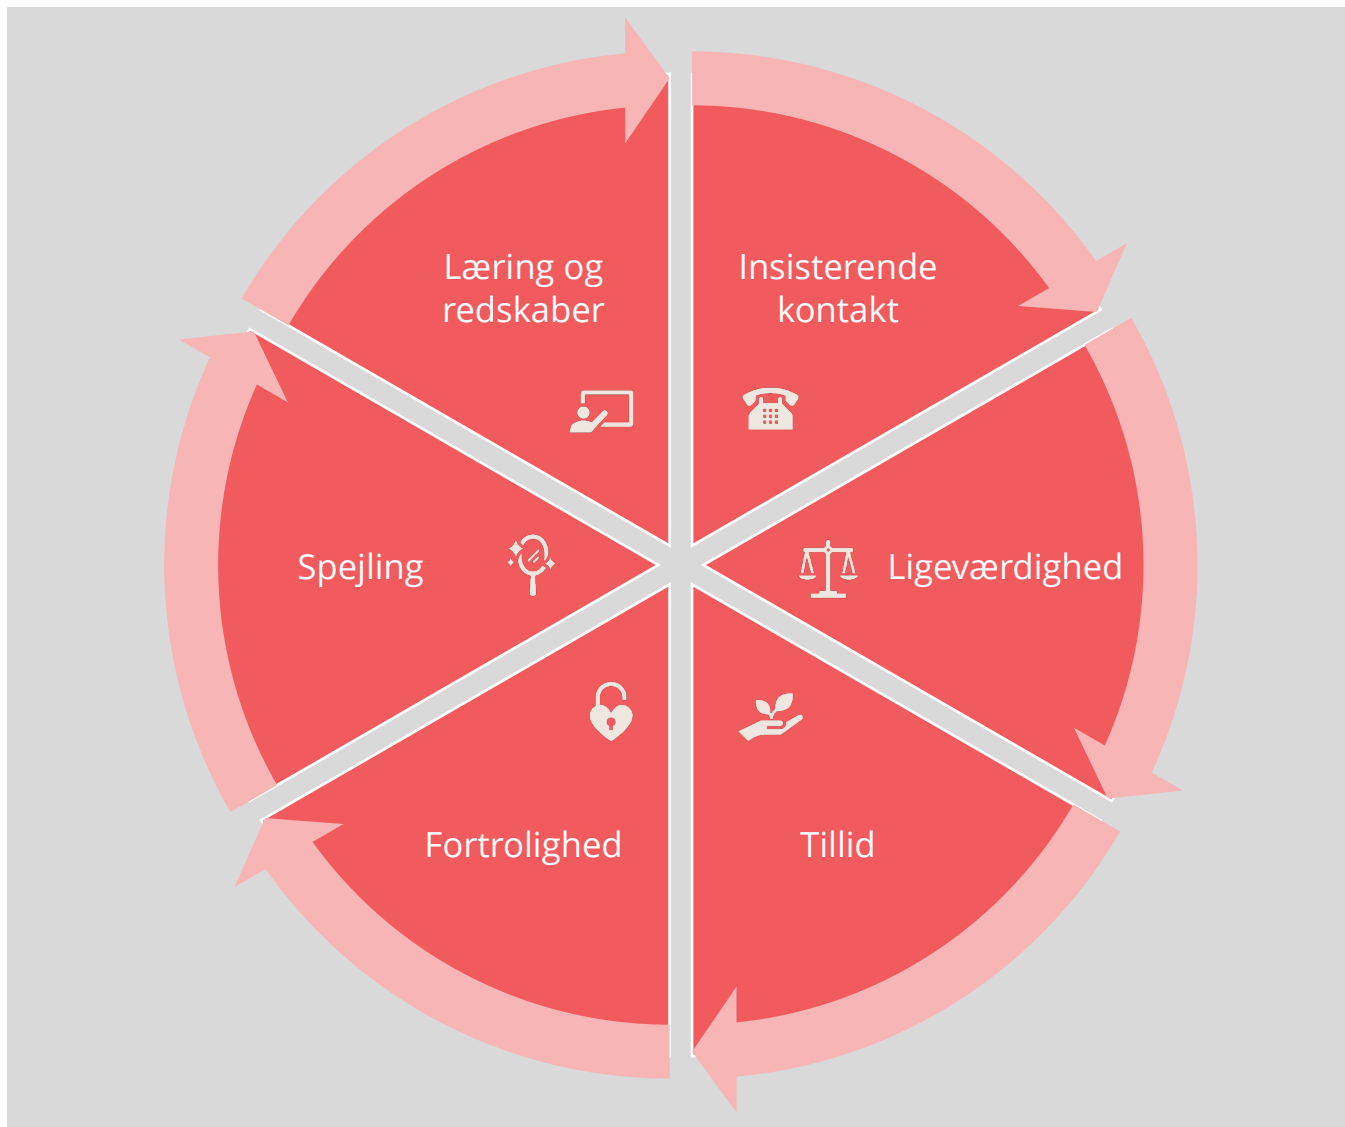 Læring og
redskaber
Insisterende
kontakt
Spejling
Ligeværdighed
Fortrolighed
Tillid